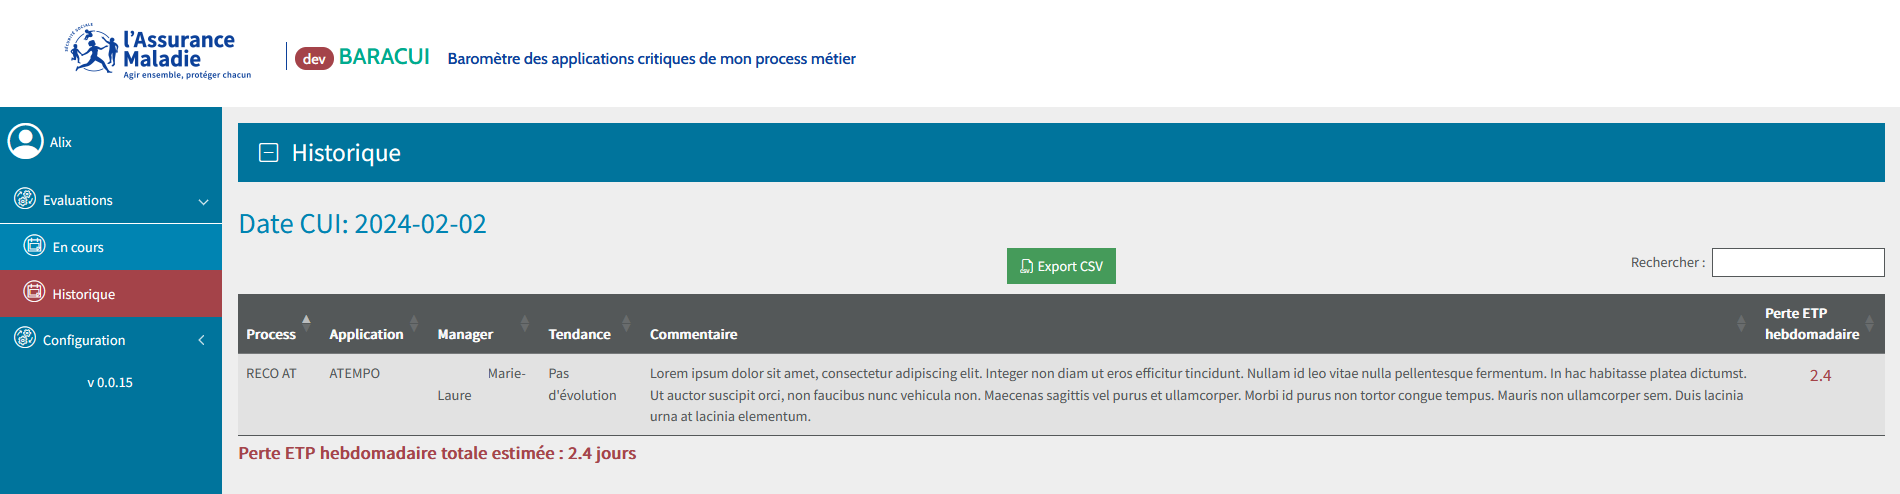 SÉCURITÉ SOCIALE
l'Assurance
Maladie
Agir ensemble, protéger chacun
dev BARACUI Baromètre des applications critiques de mon process métier
Alix
Evaluations
En cours
Historique
Configuration
v 0.0.15
Historique
Date CUI: 2024-02-02
CSV Export CSV
Rechercher :
Process Application Manager Tendance Commentaire Perte ETP hebdomadaire
RECO AT ATEMPO Marie-Laure Pas d'évolution
Lorem ipsum dolor sit amet, consectetur adipiscing elit. Integer non diam ut eros efficitur tincidunt. Nullam id leo vitae nulla pellentesque fermentum. In hac habitasse platea dictumst.
Ut auctor suscipit orci, non faucibus nunc vehicula non. Maecenas sagittis vel purus et ullamcorper. Morbi id purus non tortor congue tempus. Mauris non ullamcorper sem. Duis lacinia
urna at lacinia elementum.
2.4
Perte ETP hebdomadaire totale estimée : 2.4 jours